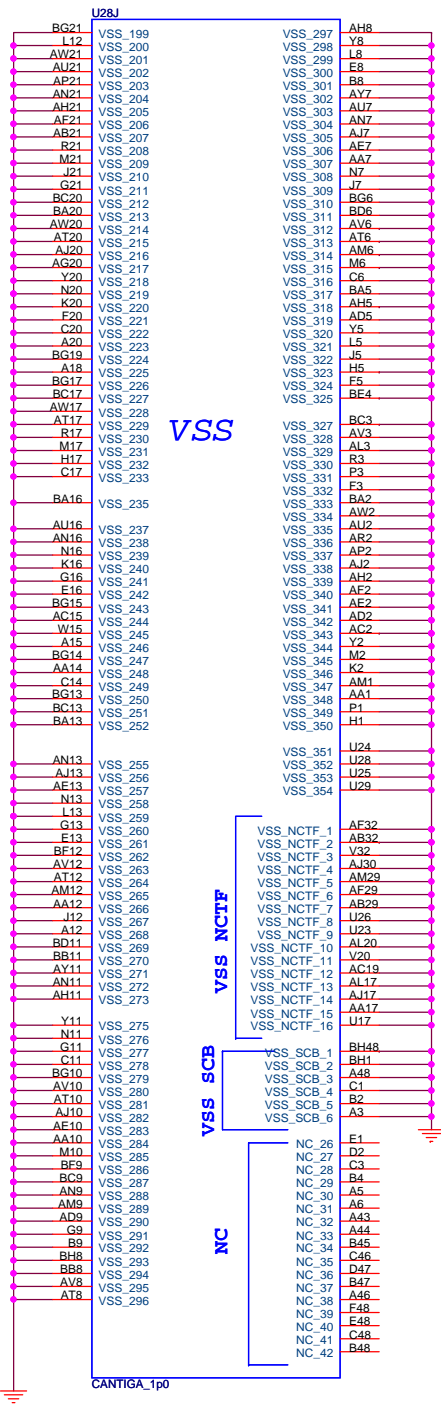 U28J
BG21 VSS_199
L12 VSS_200
AW21 VSS_201
AU21 VSS_202
AP21 VSS_203
AN21 VSS_204
AH21 VSS_205
AF21 VSS_206
AB21 VSS_207
R21 VSS_208
M21 VSS_209
J21 VSS_210
G21 VSS_211
BC20 VSS_212
BA20 VSS_213
AW20 VSS_214
AT20 VSS_215
AJ20 VSS_216
AG20 VSS_217
Y20 VSS_218
N20 VSS_219
K20 VSS_220
F20 VSS_221
C20 VSS_222
A20 VSS_223
BG19 VSS_224
A18 VSS_225
BG17 VSS_226
BC17 VSS_227
AW17 VSS_228
AT17 VSS_229
R17 VSS_230
M17 VSS_231
H17 VSS_232
C17 VSS_233
BA16 VSS_235
AU16 VSS_237
AN16 VSS_238
N16 VSS_239
K16 VSS_240
G16 VSS_241
E16 VSS_242
BG15 VSS_243
AC15 VSS_244
W15 VSS_245
A15 VSS_246
BG14 VSS_247
AA14 VSS_248
C14 VSS_249
BG13 VSS_250
BC13 VSS_251
BA13 VSS_252
AN13 VSS_255
AJ13 VSS_256
AE13 VSS_257
N13 VSS_258
L13 VSS_259
G13 VSS_260
E13 VSS_261
BF12 VSS_262
AV12 VSS_263
AT12 VSS_264
AM12 VSS_265
AA12 VSS_266
J12 VSS_267
A12 VSS_268
BD11 VSS_269
BB11 VSS_270
AY11 VSS_271
AN11 VSS_272
AH11 VSS_273
Y11 VSS_275
N11 VSS_276
G11 VSS_277
C11 VSS_278
BG10 VSS_279
AV10 VSS_280
AT10 VSS_281
AJ10 VSS_282
AE10 VSS_283
AA10 VSS_284
M10 VSS_285
BF9 VSS_286
BC9 VSS_287
AN9 VSS_288
AM9 VSS_289
AD9 VSS_290
G9 VSS_291
B9 VSS_292
BH8 VSS_293
BB8 VSS_294
AV8 VSS_295
AT8 VSS_296
VSS
VSS_297 AH8
VSS_298 Y8
VSS_299 L8
VSS_300 E8
VSS_301 B8
VSS_302 AY7
VSS_303 AU7
VSS_304 AN7
VSS_305 AJ7
VSS_306 AE7
VSS_307 AA7
VSS_308 N7
VSS_309 J7
VSS_310 BG6
VSS_311 BD6
VSS_312 AV6
VSS_313 AT6
VSS_314 AM6
VSS_315 M6
VSS_316 C6
VSS_317 BA5
VSS_318 AH5
VSS_319 AD5
VSS_320 Y5
VSS_321 L5
VSS_322 J5
VSS_323 H5
VSS_324 F5
VSS_325 BE4
VSS_327 BC3
VSS_328 AV3
VSS_329 AL3
VSS_330 R3
VSS_331 P3
VSS_332 F3
VSS_333 BA2
VSS_334 AW2
VSS_335 AU2
VSS_336 AR2
VSS_337 AP2
VSS_338 AJ2
VSS_339 AH2
VSS_340 AF2
VSS_341 AE2
VSS_342 AD2
VSS_343 AC2
VSS_344 Y2
VSS_345 M2
VSS_346 K2
VSS_347 AM1
VSS_348 AA1
VSS_349 P1
VSS_350 H1
VSS_351 U24
VSS_352 U28
VSS_353 U25
VSS_354 U29
VSS NCTF
VSS_NCTF_1 AF32
VSS_NCTF_2 AB32
VSS_NCTF_3 V32
VSS_NCTF_4 AJ30
VSS_NCTF_5 AM29
VSS_NCTF_6 AF29
VSS_NCTF_7 AB29
VSS_NCTF_8 U26
VSS_NCTF_9 U23
VSS_NCTF_10 AL20
VSS_NCTF_11 V20
VSS_NCTF_12 AC19
VSS_NCTF_13 AL17
VSS_NCTF_14 AJ17
VSS_NCTF_15 AA17
VSS_NCTF_16 U17
VSS SCB
VSS_SCB_1 BH48
VSS_SCB_2 BH1
VSS_SCB_3 A48
VSS_SCB_4 C1
VSS_SCB_5 B2
VSS_SCB_6 A3
NC
NC_26 E1
NC_27 D2
NC_28 C3
NC_29 B4
NC_30 A5
NC_31 A6
NC_32 A43
NC_33 A44
NC_34 B45
NC_35 C46
NC_36 D47
NC_37 B47
NC_38 A46
NC_39 F48
NC_40 E48
NC_41 C48
NC_42 B48
CANTIGA_1p0